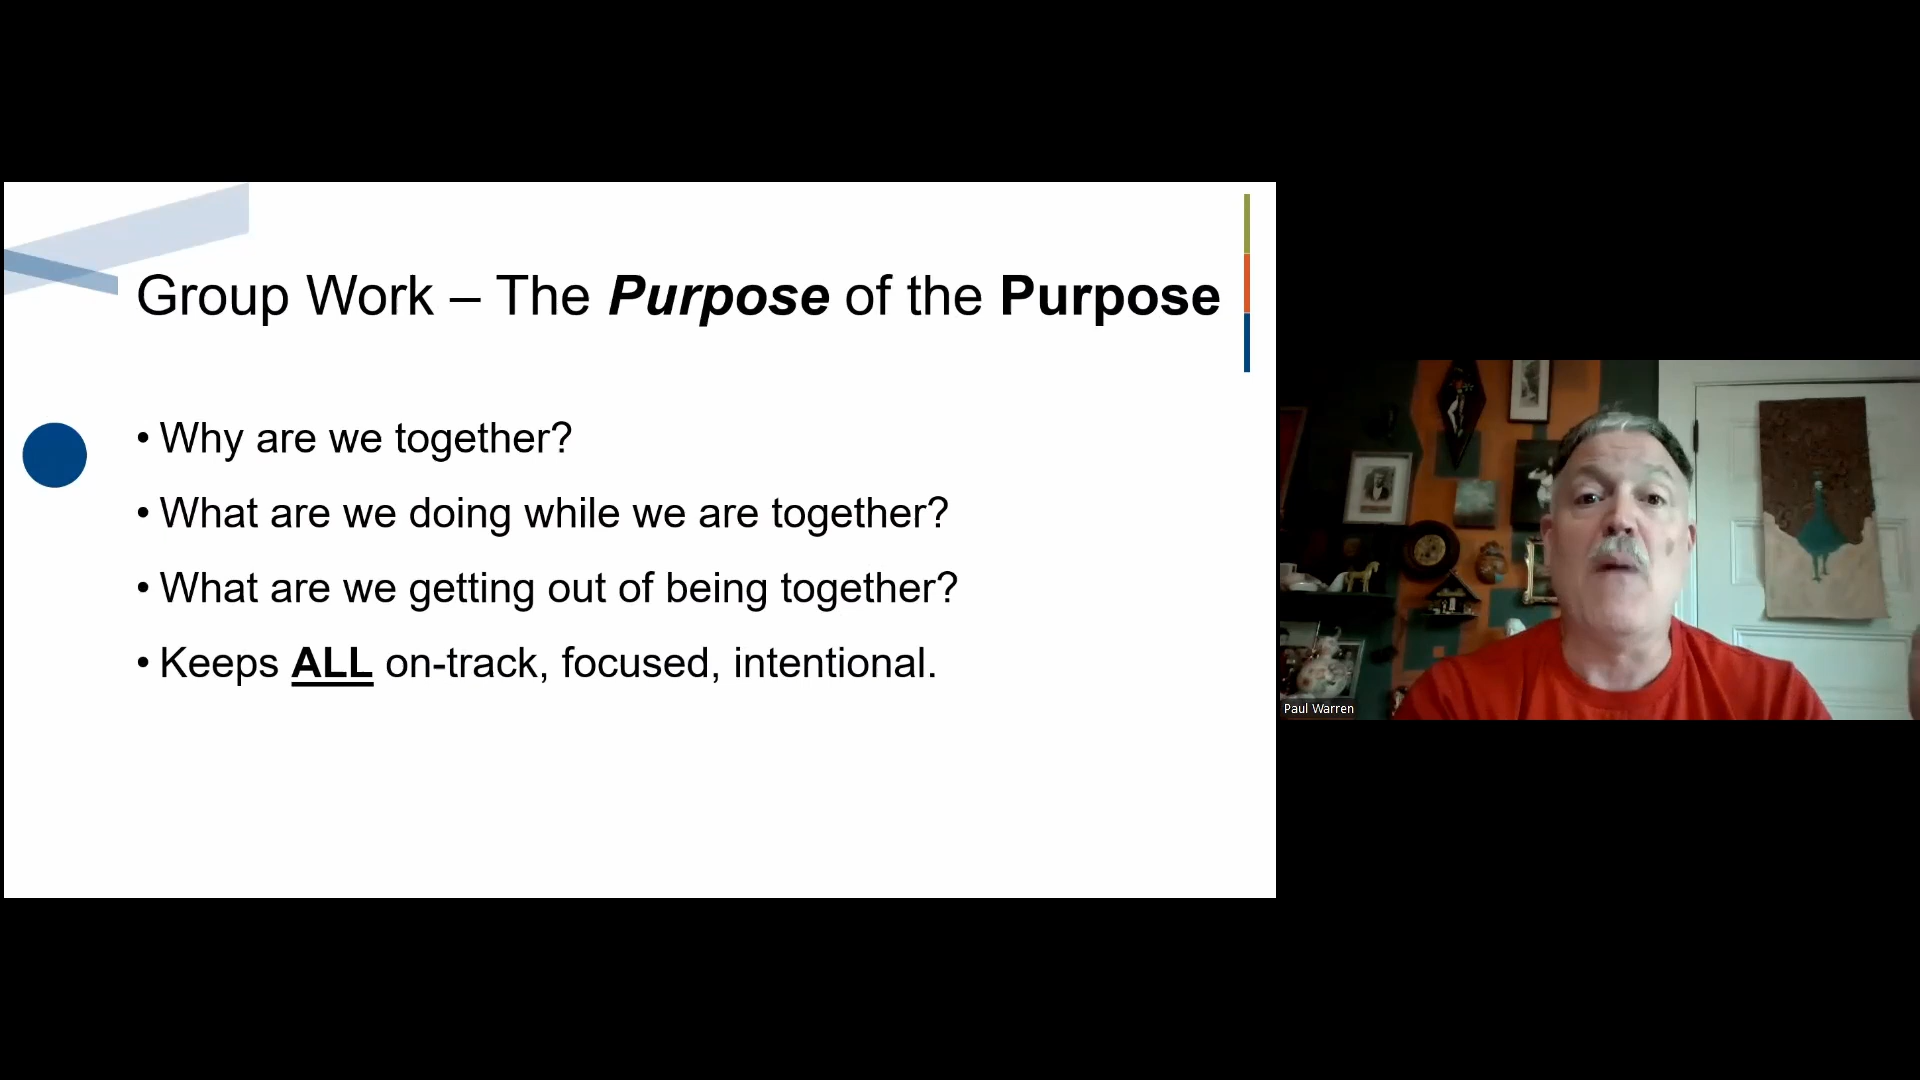 Group Work – The Purpose of the Purpose
• Why are we together?
• What are we doing while we are together?
• What are we getting out of being together?
• Keeps ALL on-track, focused, intentional.
Paul Warren